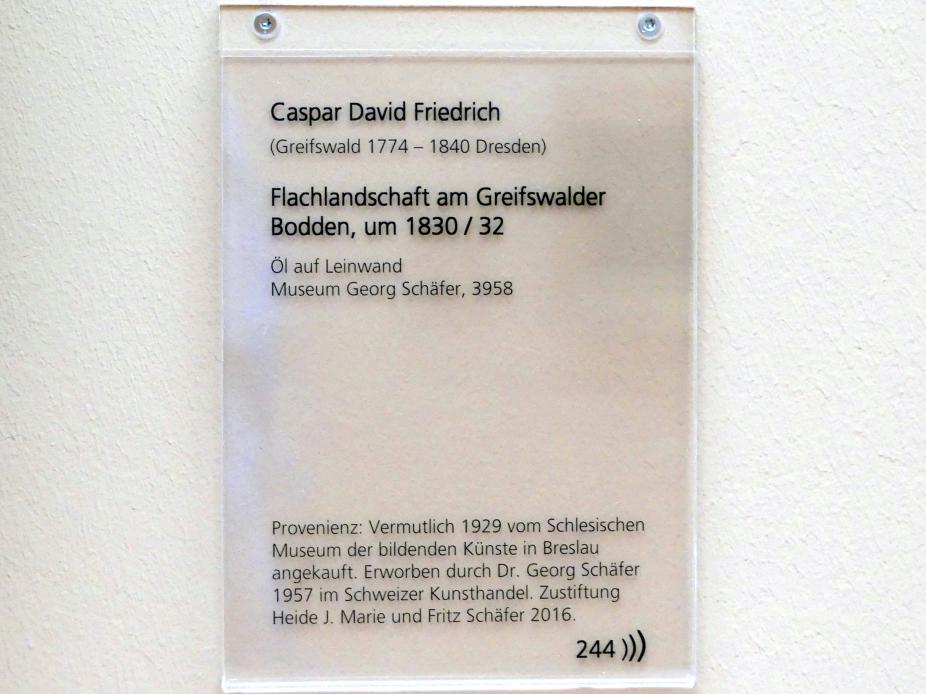 Caspar David Friedrich
(Greifswald 1774 – 1840 Dresden)
Flachlandschaft am Greifswalder
Bodden, um 1830 / 32
Öl auf Leinwand
Museum Georg Schäfer, 3958
Provenienz: Vermutlich 1929 vom Schlesischen
Museum der bildenden Künste in Breslau
angekauft. Erworben durch Dr. Georg Schäfer
1957 im Schweizer Kunsthandel. Zustiftung
Heide J. Marie und Fritz Schäfer 2016.
244